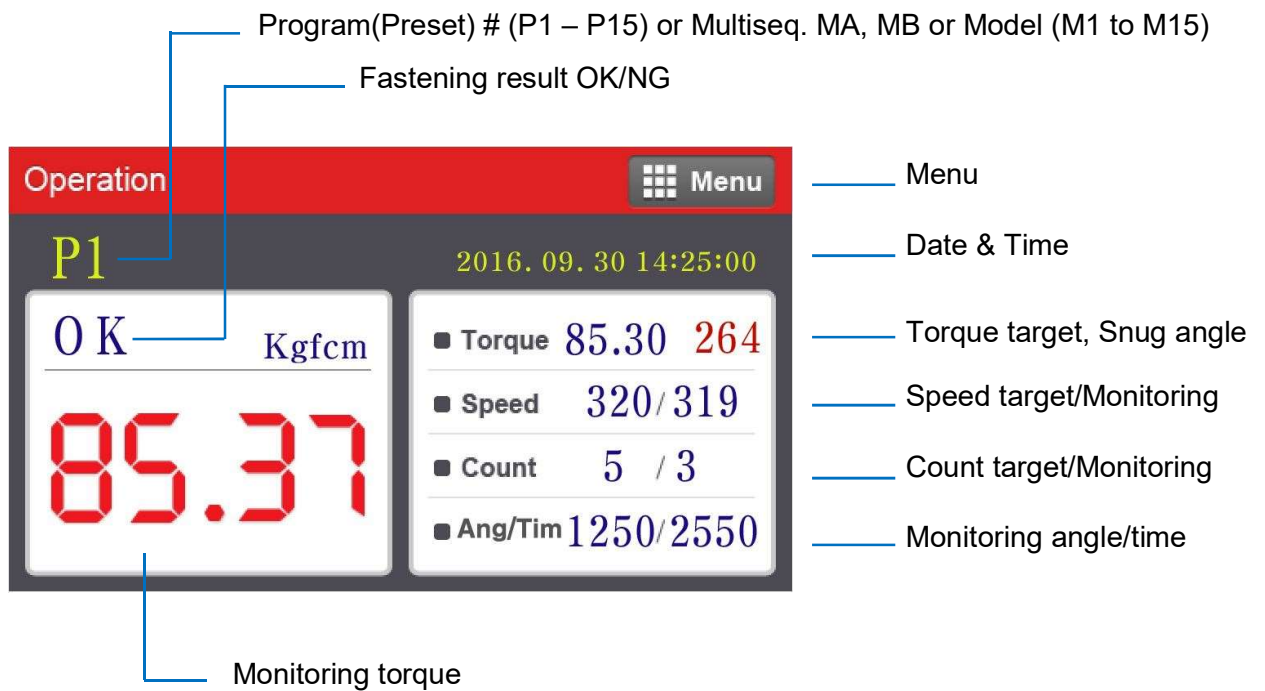 Program(Preset) # (P1 – P15) or Multiseq. MA, MB or Model (M1 to M15)
Fastening result OK/NG
Operation
Menu
Menu
P1
2016. 09. 30 14:25:00
Date & Time
OK
Kgfcm
85.37
Torque 85.30 264
Torque target, Snug angle
Speed 320/319
Speed target/Monitoring
Count 5 / 3
Count target/Monitoring
Ang/Tim 1250/2550
Monitoring angle/time
Monitoring torque